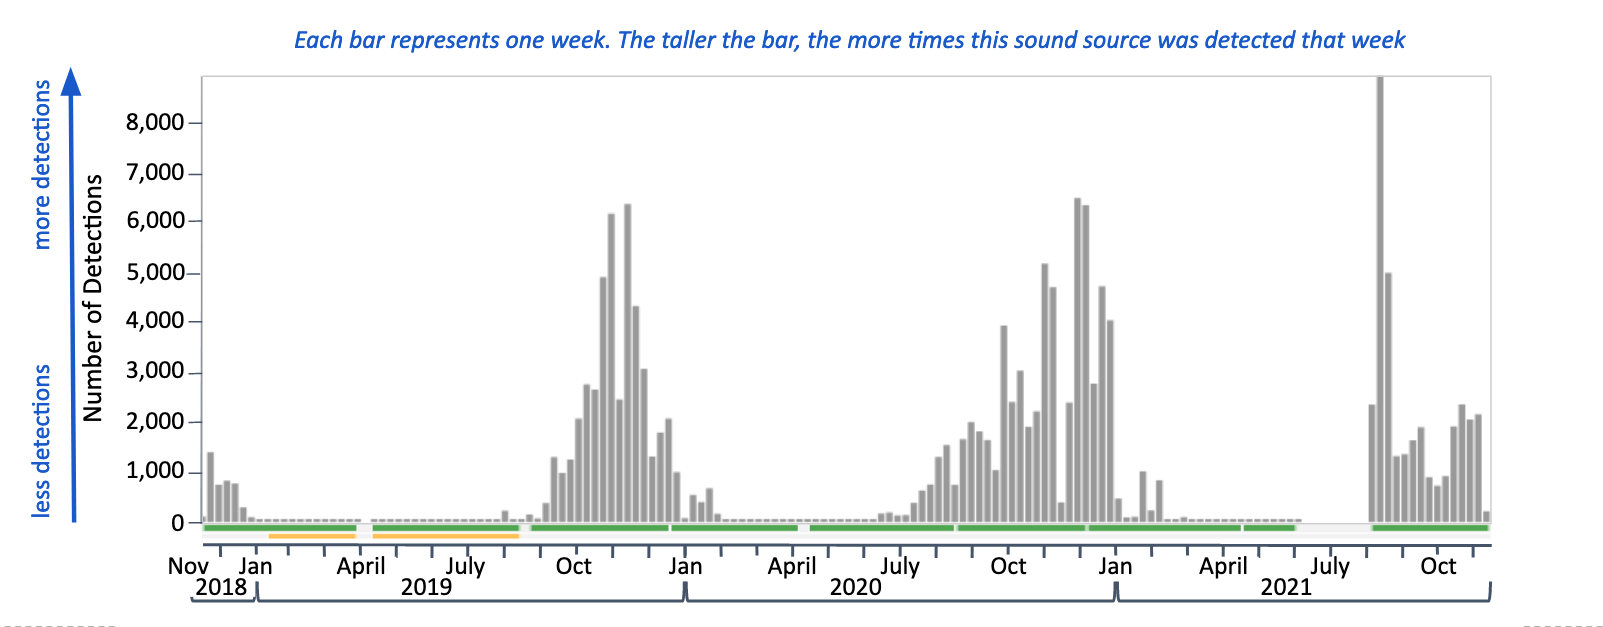 Each bar represents one week. The taller the bar, the more times this sound source was detected that week
more detections
less detections
Number of Detections
8,000
7,000
6,000
5,000
4,000
3,000
2,000
1,000
0
Nov Jan April July Oct Jan April July Oct Jan April July Oct
2018 2019 2020 2021